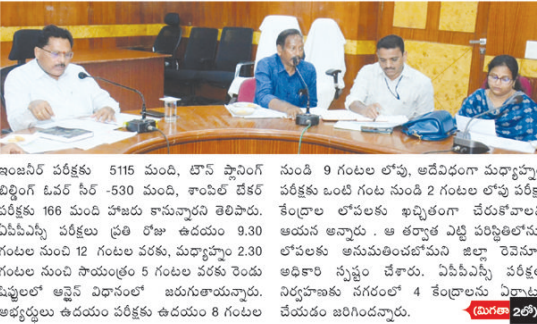 ఇంజనీర్ పరీక్షకు 5115 మంది, టౌన్ ప్లానింగ్
బిల్డింగ్ ఓవర్ సీర్ -530 మంది, శాంపిల్ టేకర్
పరీక్షకు 166 మంది హాజరు కానున్నారని తెలిపారు.
ఏపీపీఎస్సీ పరీక్షలు ప్రతి రోజు ఉదయం 9.30
గంటల నుంచి 12 గంటల వరకు, మధ్యాహ్నం 2.30
గంటల నుంచి సాయంత్రం 5 గంటల వరకు రెండు
షిఫ్టులలో ఆన్లైన్ విధానంలో జరుగుతాయన్నారు.
అభ్యర్థులు ఉదయం పరీక్షకు ఉదయం 8 గంటల
నుండి 9 గంటల లోపు, అదేవిధంగా మధ్యాహ్న
పరీక్షకు ఒంటి గంట నుండి 2 గంటల లోపు పరీక్ష
కేంద్రాల లోపలకు ఖచ్చితంగా చేరుకోవాల
ఆయన అన్నారు . ఆ తర్వాత ఎట్టి పరిస్థితిలోను
లోపలకు అనుమతించబోమని జిల్లా రెవెనూ
అధికారి స్పష్టం చేశారు. ఏపీపీఎస్సీ పరీక్షల
నిర్వహణకు నగరంలో 4 కేంద్రాలను ఏర్పాటు
చేయడం జరిగిందన్నారు. (మిగతా 2లో)